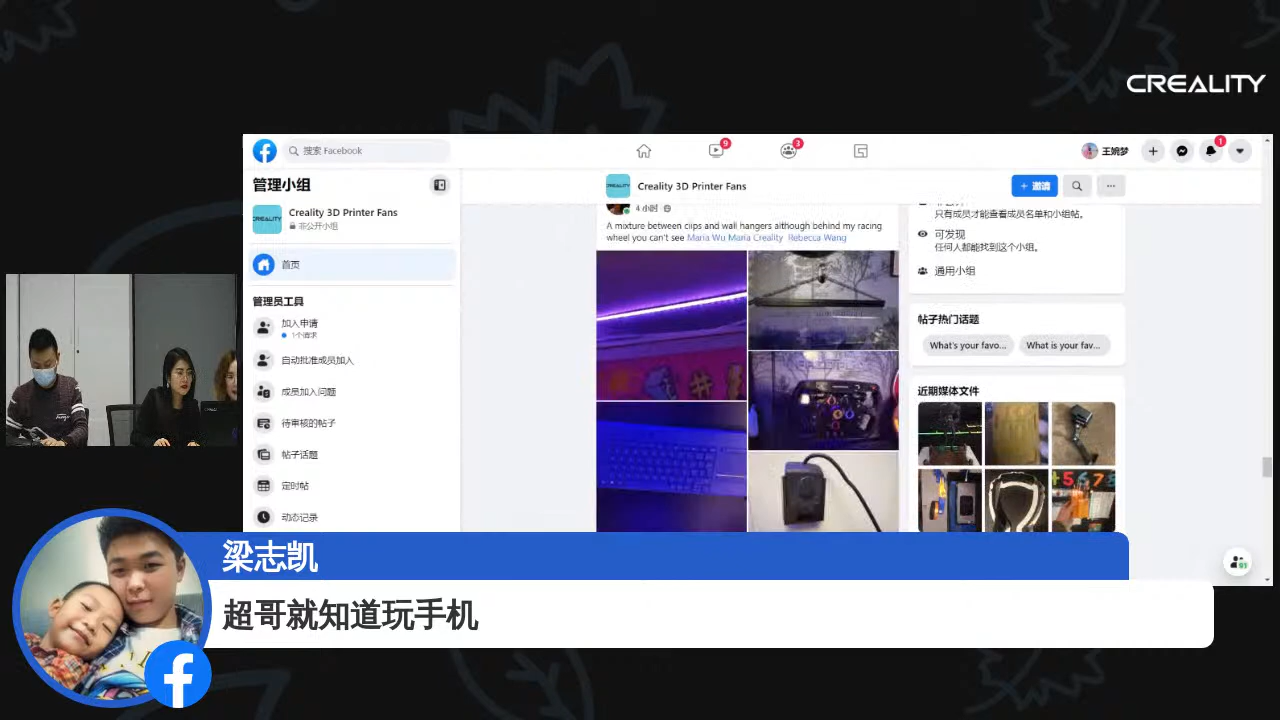 CREALITY
搜索 Facebook
9
3
王婉梦
1
管理小组
CREALITY
Creality 3D Printer Fans
非公开小组
首页
管理员工具
加入申请
1个请求
自动批准成员加入
成员加入问题
待审核的帖子
帖子话题
定时帖
动态记录
Creality 3D Printer Fans
+ 邀请
4 小时
A mixture between clips and wall hangers although behind my racing
wheel you can't see Maria Wu Maria Creality Rebecca Wang
只有成员才能查看成员名单和小组帖。
可发现
任何人都能找到这个小组。
通用小组
帖子热门话题
What's your favo...
What is your fav...
近期媒体文件
梁志凯
超哥就知道玩手机